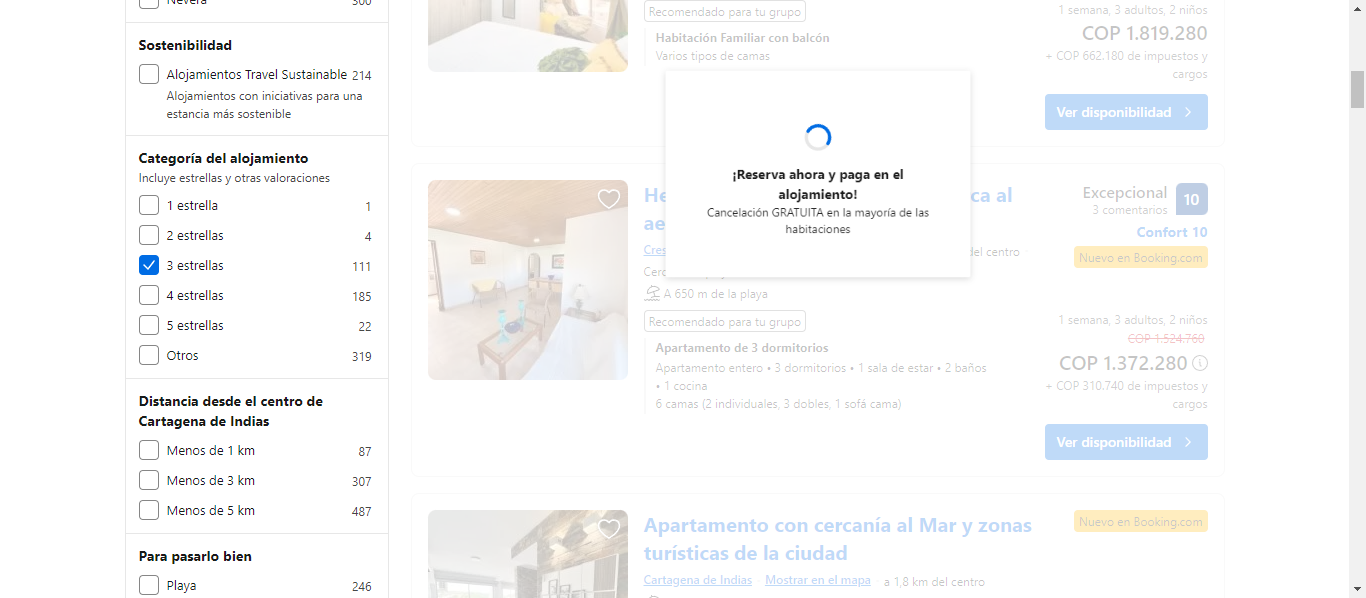 Nevera 300
Sostenibilidad
Alojamientos Travel Sustainable 214
Alojamientos con iniciativas para una
estancia más sostenible
Categoría del alojamiento
Incluye estrellas y otras valoraciones
1 estrella 1
2 estrellas 4
3 estrellas 111
4 estrellas 185
5 estrellas 22
Otros 319
Distancia desde el centro de
Cartagena de Indias
Menos de 1 km 87
Menos de 3 km 307
Menos de 5 km 487
Para pasarlo bien
Playa 246
Recomendado para tu grupo
Habitación Familiar con balcón
Varios tipos de camas
1 semana, 3 adultos, 2 niños
COP 1.819.280
+ COP 662.180 de impuestos y
cargos
Ver disponibilidad
¡Reserva ahora y paga en el
alojamiento!
Cancelación GRATUITA en la mayoría de las
habitaciones
al
del centro
A 650 m de la playa
Recomendado para tu grupo
Apartamento de 3 dormitorios
Apartamento entero • 3 dormitorios • 1 sala de estar • 2 baños
• 1 cocina
6 camas (2 individuales, 3 dobles, 1 sofá cama)
Excepcional 10
3 comentarios
Confort 10
Nuevo en Booking.com
1 semana, 3 adultos, 2 niños
COP 1.524.760
COP 1.372.280
+ COP 310.740 de impuestos y
cargos
Ver disponibilidad
Apartamento con cercanía al Mar y zonas
turísticas de la ciudad
Cartagena de Indias Mostrar en el mapa a 1,8 km del centro
Nuevo en Booking.com